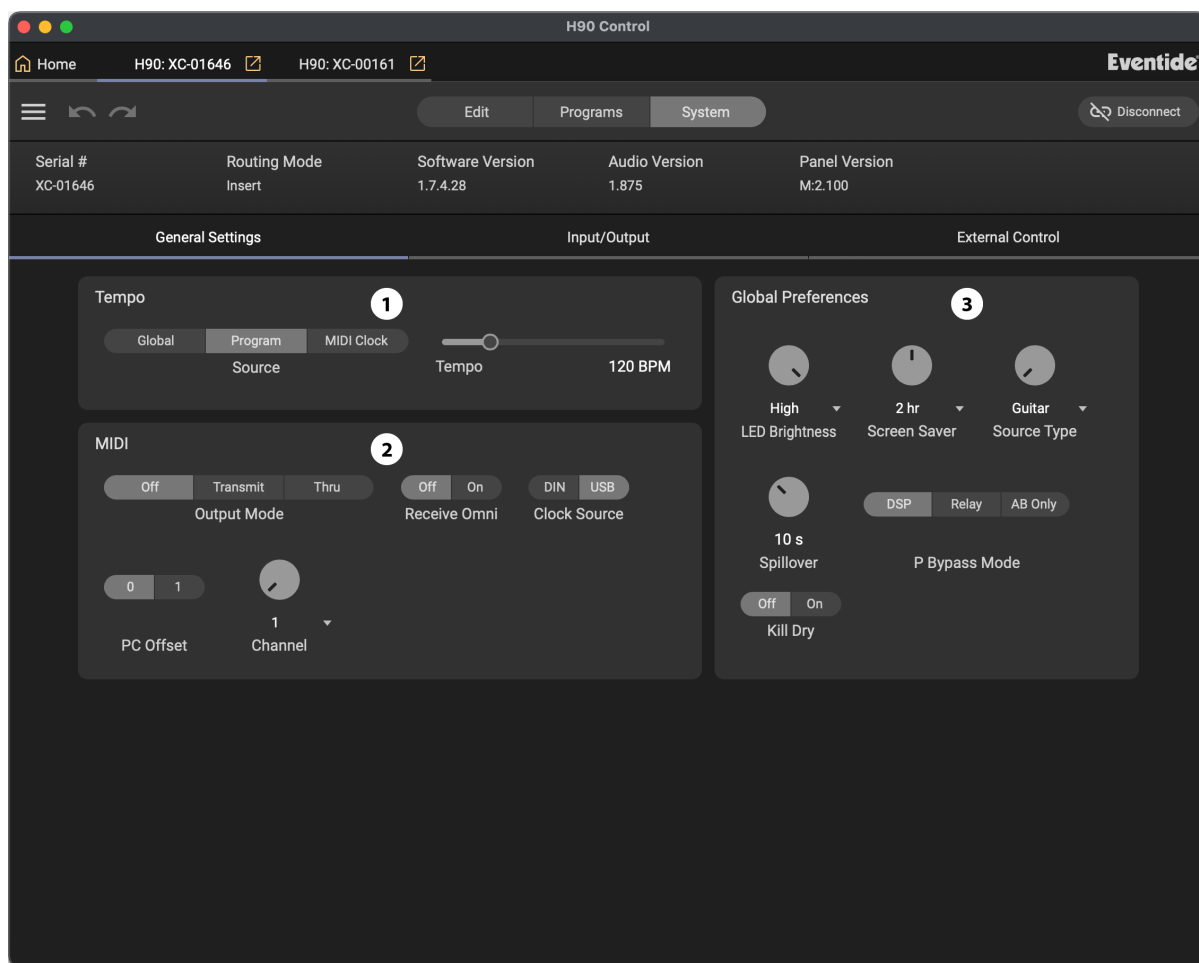 H90 Control
Home H90: XC-01646 H90: XC-00161 Eventide
Edit Programs System Disconnect
Serial # Routing Mode Software Version Audio Version Panel Version
XC-01646 Insert 1.7.4.28 1.875 M:2.100
General Settings Input/Output External Control
Tempo 1
Global Program MIDI Clock
Source Tempo 120 BPM
MIDI 2
Off Transmit Thru Off On DIN USB
Output Mode Receive Omni Clock Source
0 1
1
PC Offset Channel
Global Preferences 3
High 2 hr Guitar
LED Brightness Screen Saver Source Type
DSP Relay AB Only
10 s
Spillover P Bypass Mode
Off On
Kill Dry